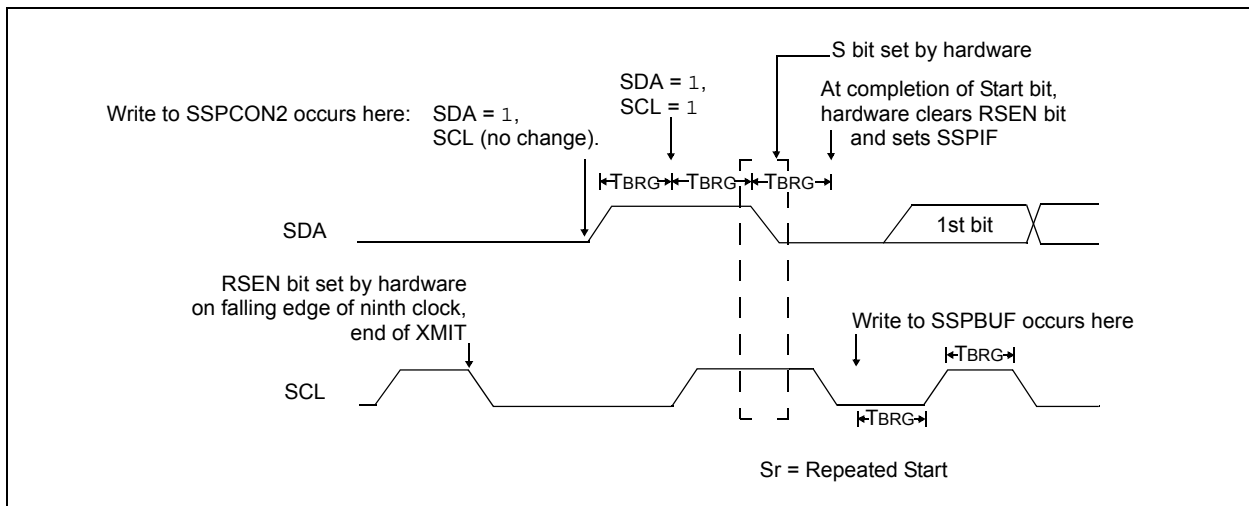 S bit set by hardware
SDA = 1,
SCL = 1
At completion of Start bit,
hardware clears RSEN bit
and sets SSPIF
Write to SSPCON2 occurs here: SDA = 1,
SCL (no change).
TBRG TBRG TBRG
SDA
1st bit
RSEN bit set by hardware
on falling edge of ninth clock,
end of XMIT
Write to SSPBUF occurs here
TBRG
SCL
TBRG
Sr = Repeated Start